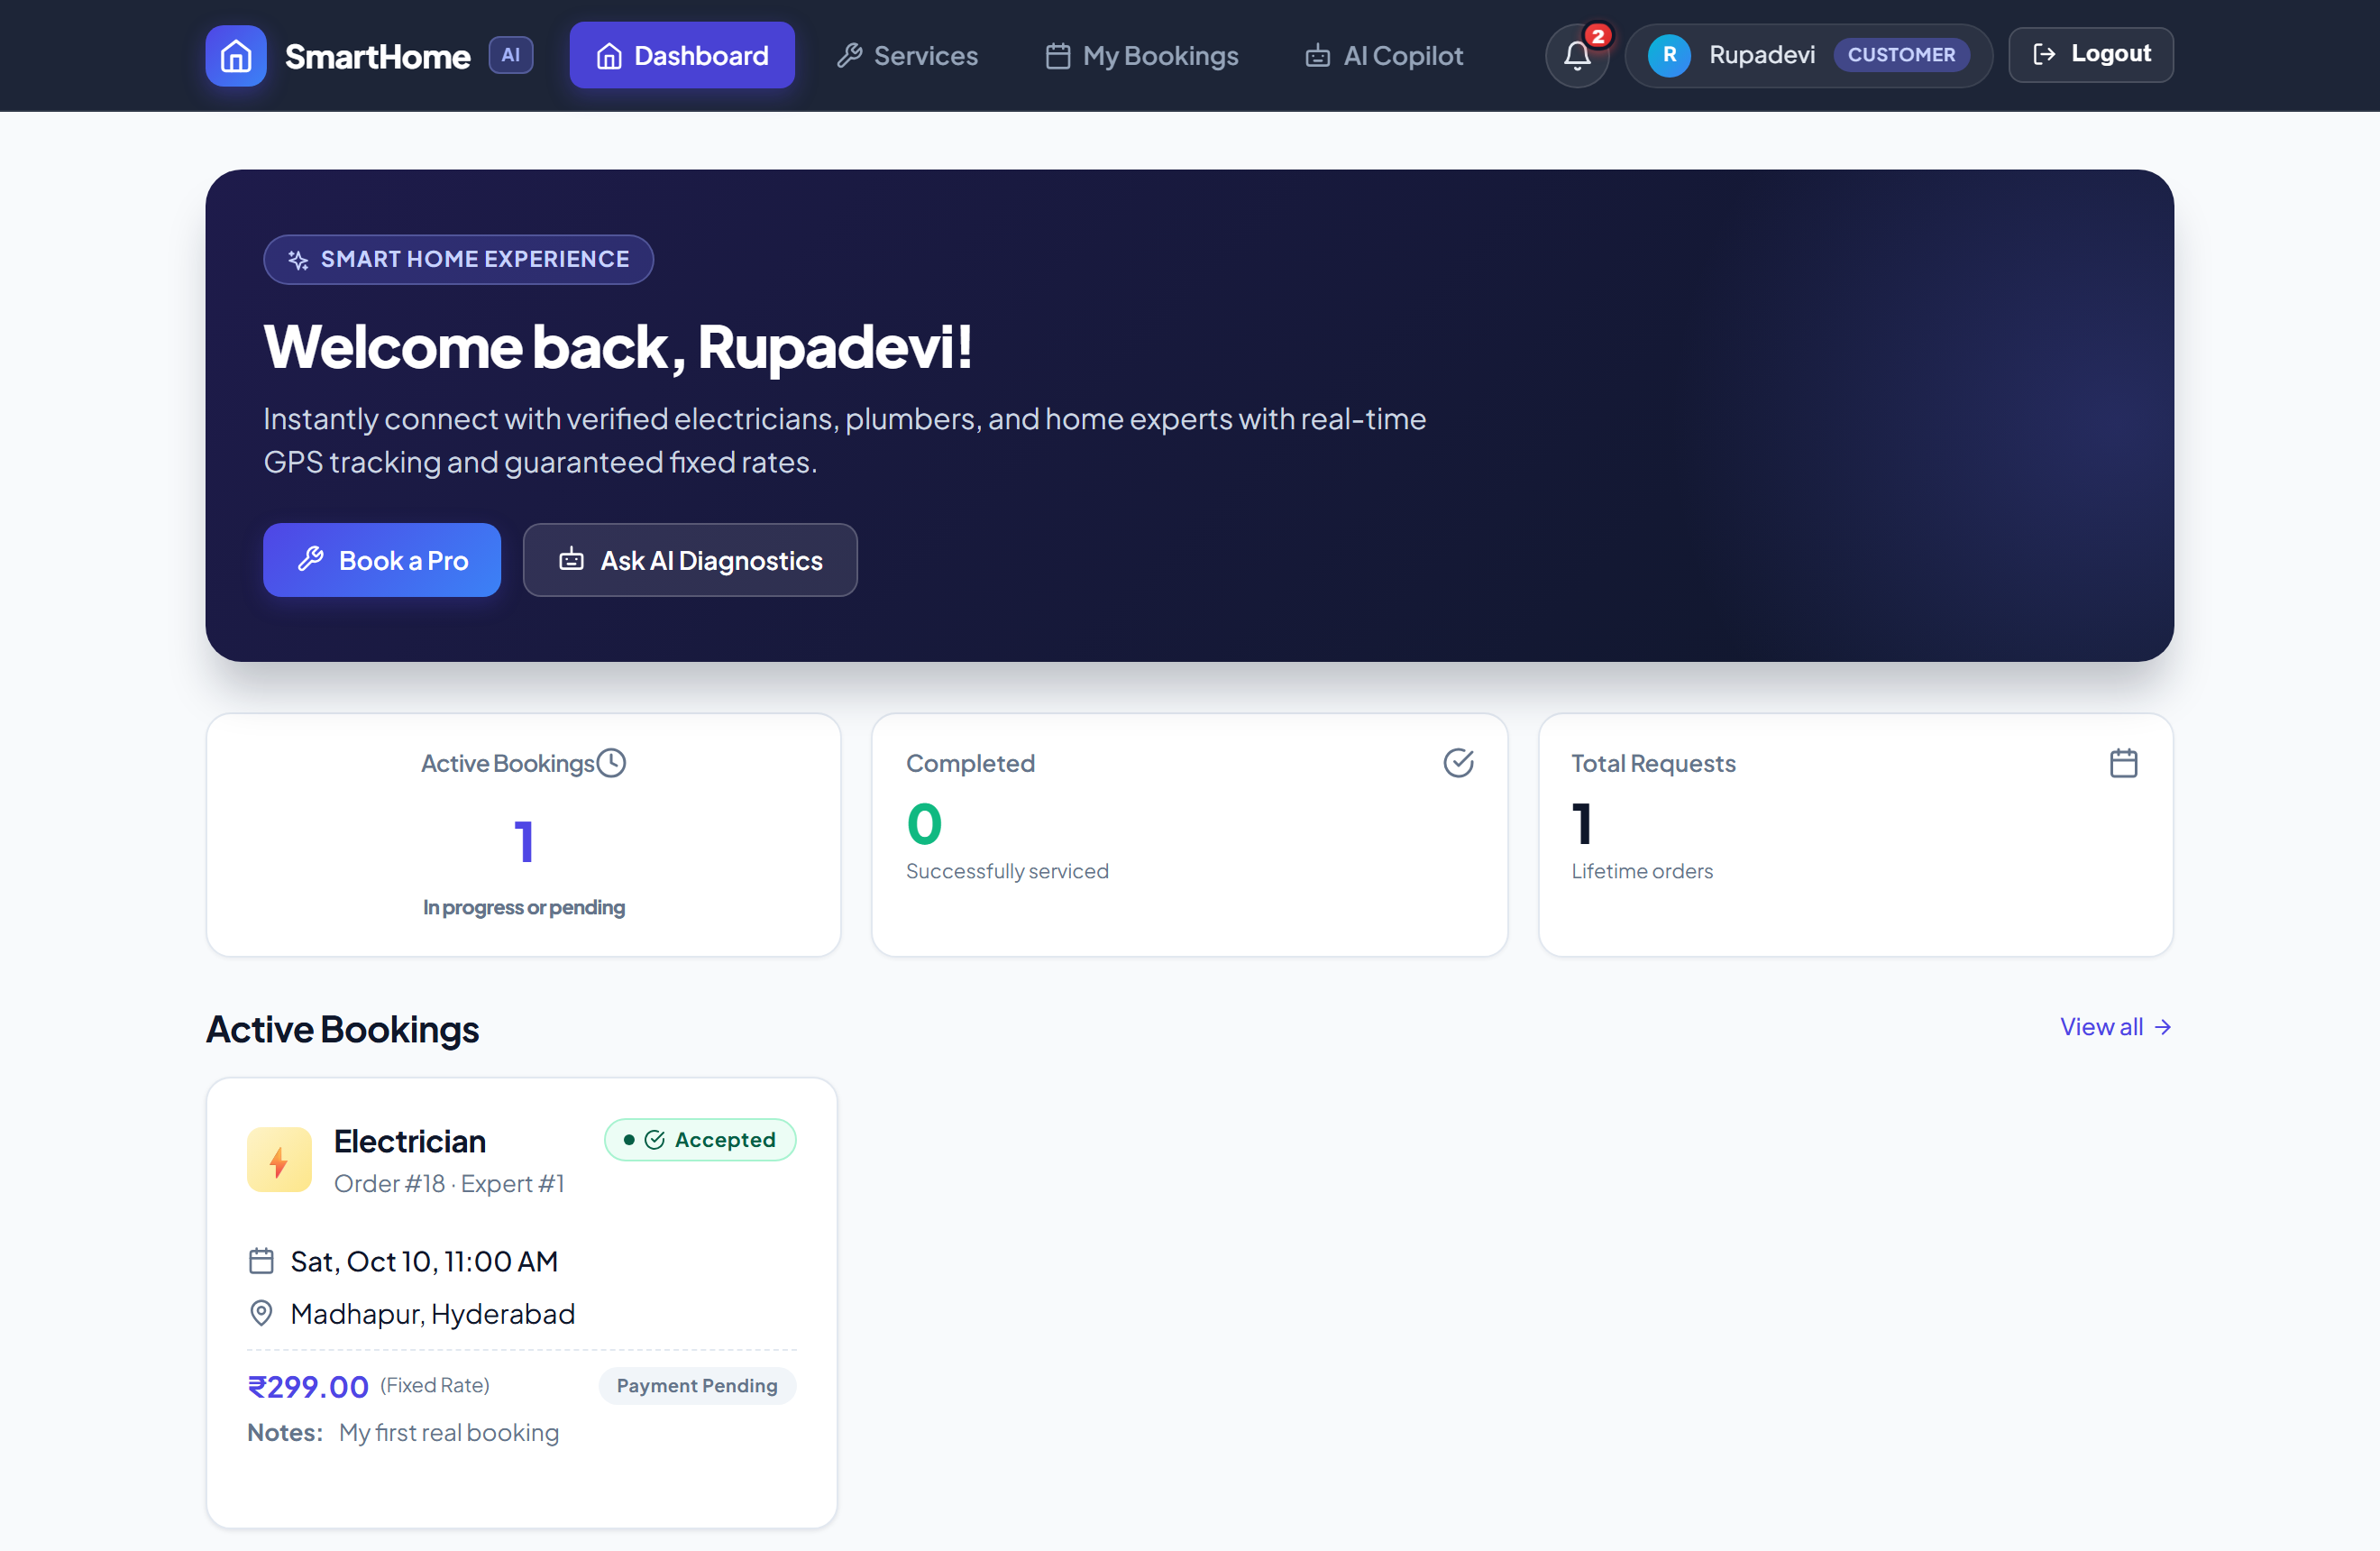 SmartHome AI Dashboard Services My Bookings AI Copilot 2 R Rupadevi CUSTOMER Logout
SMART HOME EXPERIENCE
Welcome back, Rupadevi!
Instantly connect with verified electricians, plumbers, and home experts with real-time
GPS tracking and guaranteed fixed rates.
Book a Pro Ask AI Diagnostics
Active Bookings
1
In progress or pending
Completed
0
Successfully serviced
Total Requests
1
Lifetime orders
Active Bookings View all →
Electrician Accepted
Order #18 · Expert #1
Sat, Oct 10, 11:00 AM
Madhapur, Hyderabad
₹299.00 (Fixed Rate) Payment Pending
Notes: My first real booking